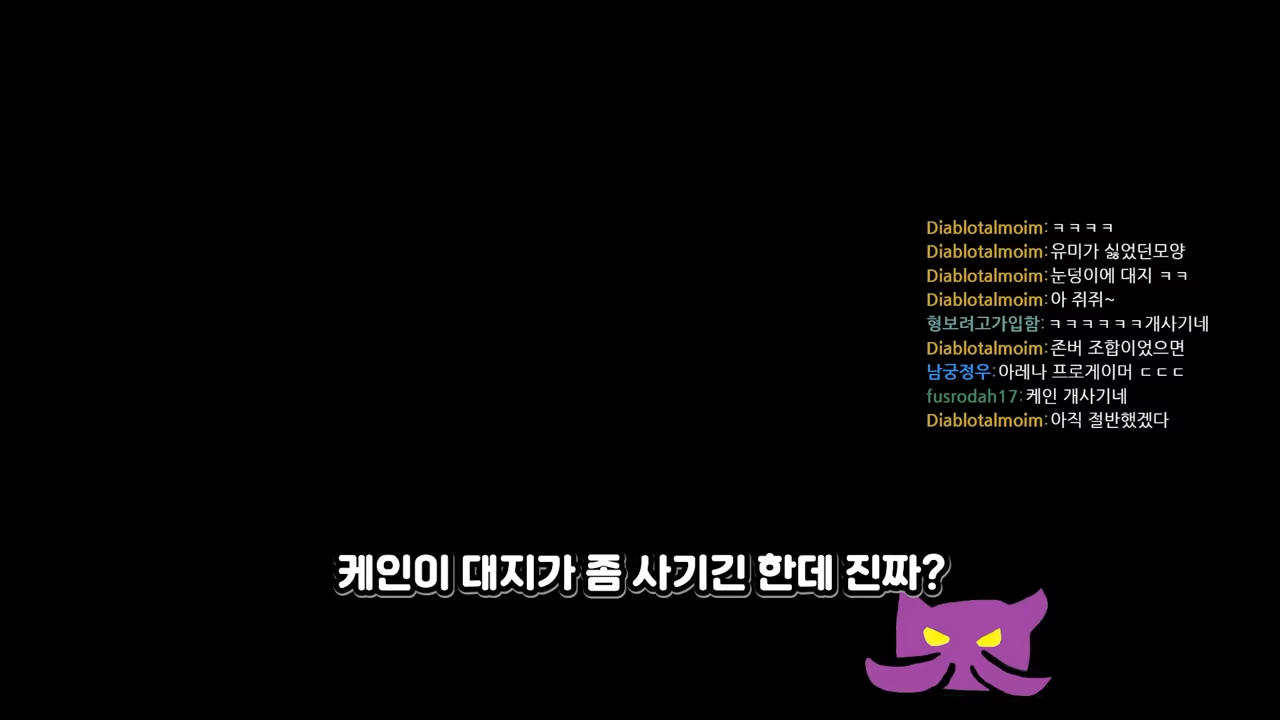 Diablotalmoim: ㅋㅋㅋㅋ
Diablotalmoim: 유미가 싫었던모양
Diablotalmoim: 눈덩이에 대지 ㅋㅋ
Diablotalmoim: 아 쥐쥐~
형보려고가입함: ㅋㅋㅋㅋㅋㅋ개사기네
Diablotalmoim: 존버 조합이었으면
남궁정우: 아레나 프로게이머 ㄷㄷㄷ
fusrodah17: 케인 개사기네
Diablotalmoim: 아직 절반했겠다
케인이 대지가 좀 사기긴 한데 진짜?